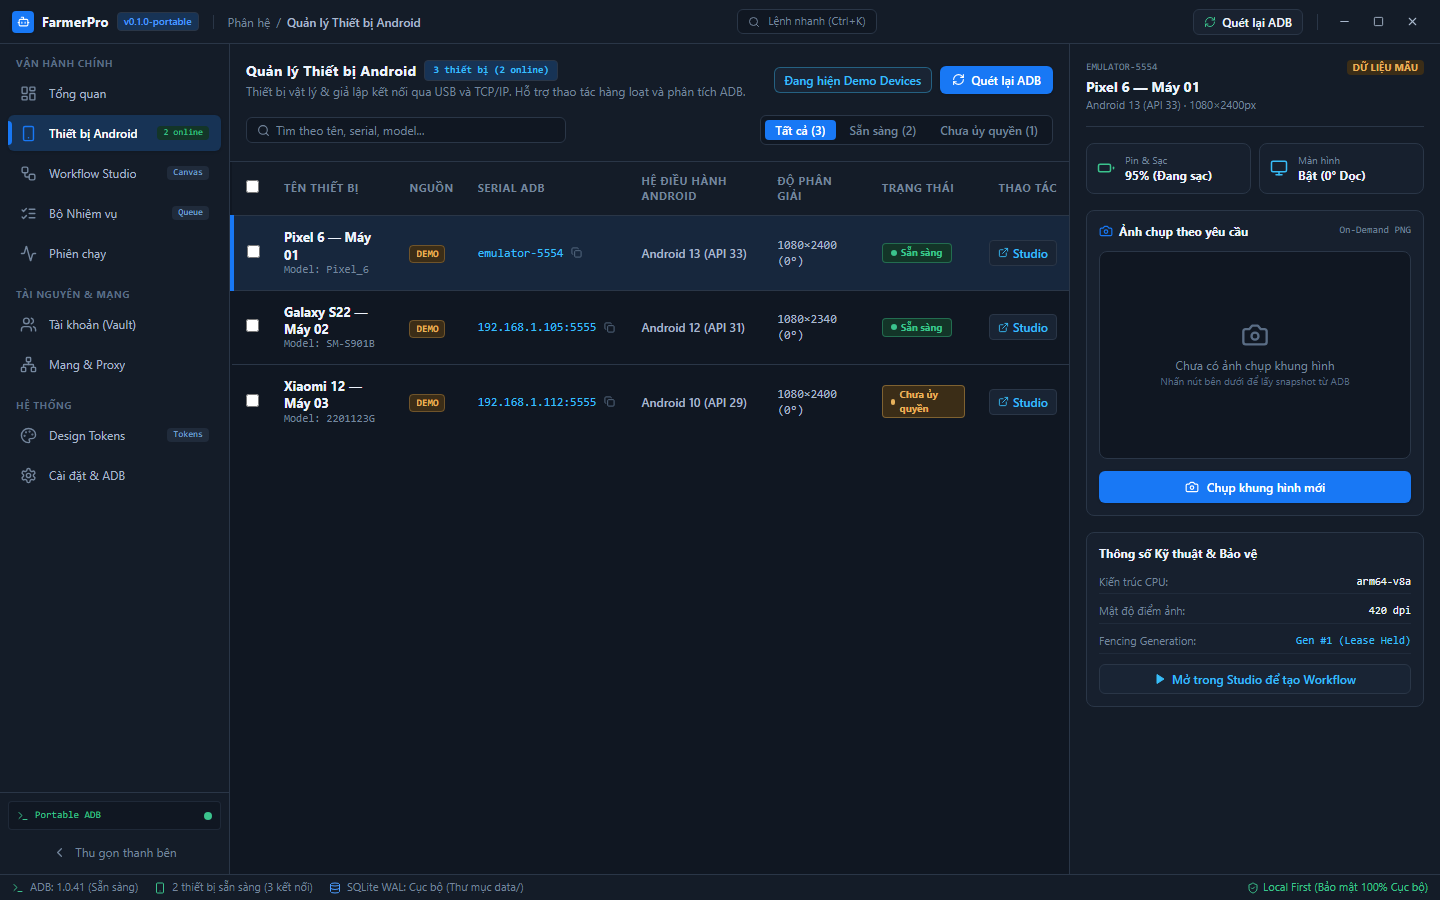 FarmerPro v0.1.0-portable Phân hệ / Quản lý Thiết bị Android
Lệnh nhanh (Ctrl+K)
Quét lại ADB
VẬN HÀNH CHÍNH
Tổng quan
Thiết bị Android 2 online
Workflow Studio Canvas
Bộ Nhiệm vụ Queue
Phiên chạy
TÀI NGUYÊN & MẠNG
Tài khoản (Vault)
Mạng & Proxy
HỆ THỐNG
Design Tokens Tokens
Cài đặt & ADB
>_ Portable ADB
Thu gọn thanh bên
Quản lý Thiết bị Android 3 thiết bị (2 online)
Thiết bị vật lý & giả lập kết nối qua USB và TCP/IP. Hỗ trợ thao tác hàng loạt và phân tích ADB.
Đang hiện Demo Devices
Quét lại ADB
Tìm theo tên, serial, model...
Tất cả (3) Sẵn sàng (2) Chưa ủy quyền (1)
TÊN THIẾT BỊ NGUỒN SERIAL ADB HỆ ĐIỀU HÀNH ANDROID ĐỘ PHÂN GIẢI TRẠNG THÁI THAO TÁC
Pixel 6 — Máy
01
Model: Pixel_6
DEMO
emulator-5554
Android 13 (API 33)
1080×2400
(0°)
Sẵn sàng
Studio
Galaxy S22 —
Máy 02
Model: SM-S901B
DEMO
192.168.1.105:5555
Android 12 (API 31)
1080×2340
(0°)
Sẵn sàng
Studio
Xiaomi 12 —
Máy 03
Model: 2201123G
DEMO
192.168.1.112:5555
Android 10 (API 29)
1080×2400
(0°)
Chưa ủy
quyền
Studio
EMULATOR-5554 DỮ LIỆU MẪU
Pixel 6 — Máy 01
Android 13 (API 33) · 1080×2400px
Pin & Sạc
95% (Đang sạc)
Màn hình
Bật (0° Dọc)
Ảnh chụp theo yêu cầu On-Demand PNG
Chưa có ảnh chụp khung hình
Nhấn nút bên dưới để lấy snapshot từ ADB
Chụp khung hình mới
Thông số Kỹ thuật & Bảo vệ
Kiến trúc CPU: arm64-v8a
Mật độ điểm ảnh: 420 dpi
Fencing Generation: Gen #1 (Lease Held)
Mở trong Studio để tạo Workflow
>_ ADB: 1.0.41 (Sẵn sàng) 2 thiết bị sẵn sàng (3 kết nối) SQLite WAL: Cục bộ (Thư mục data/)
Local First (Bảo mật 100% Cục bộ)